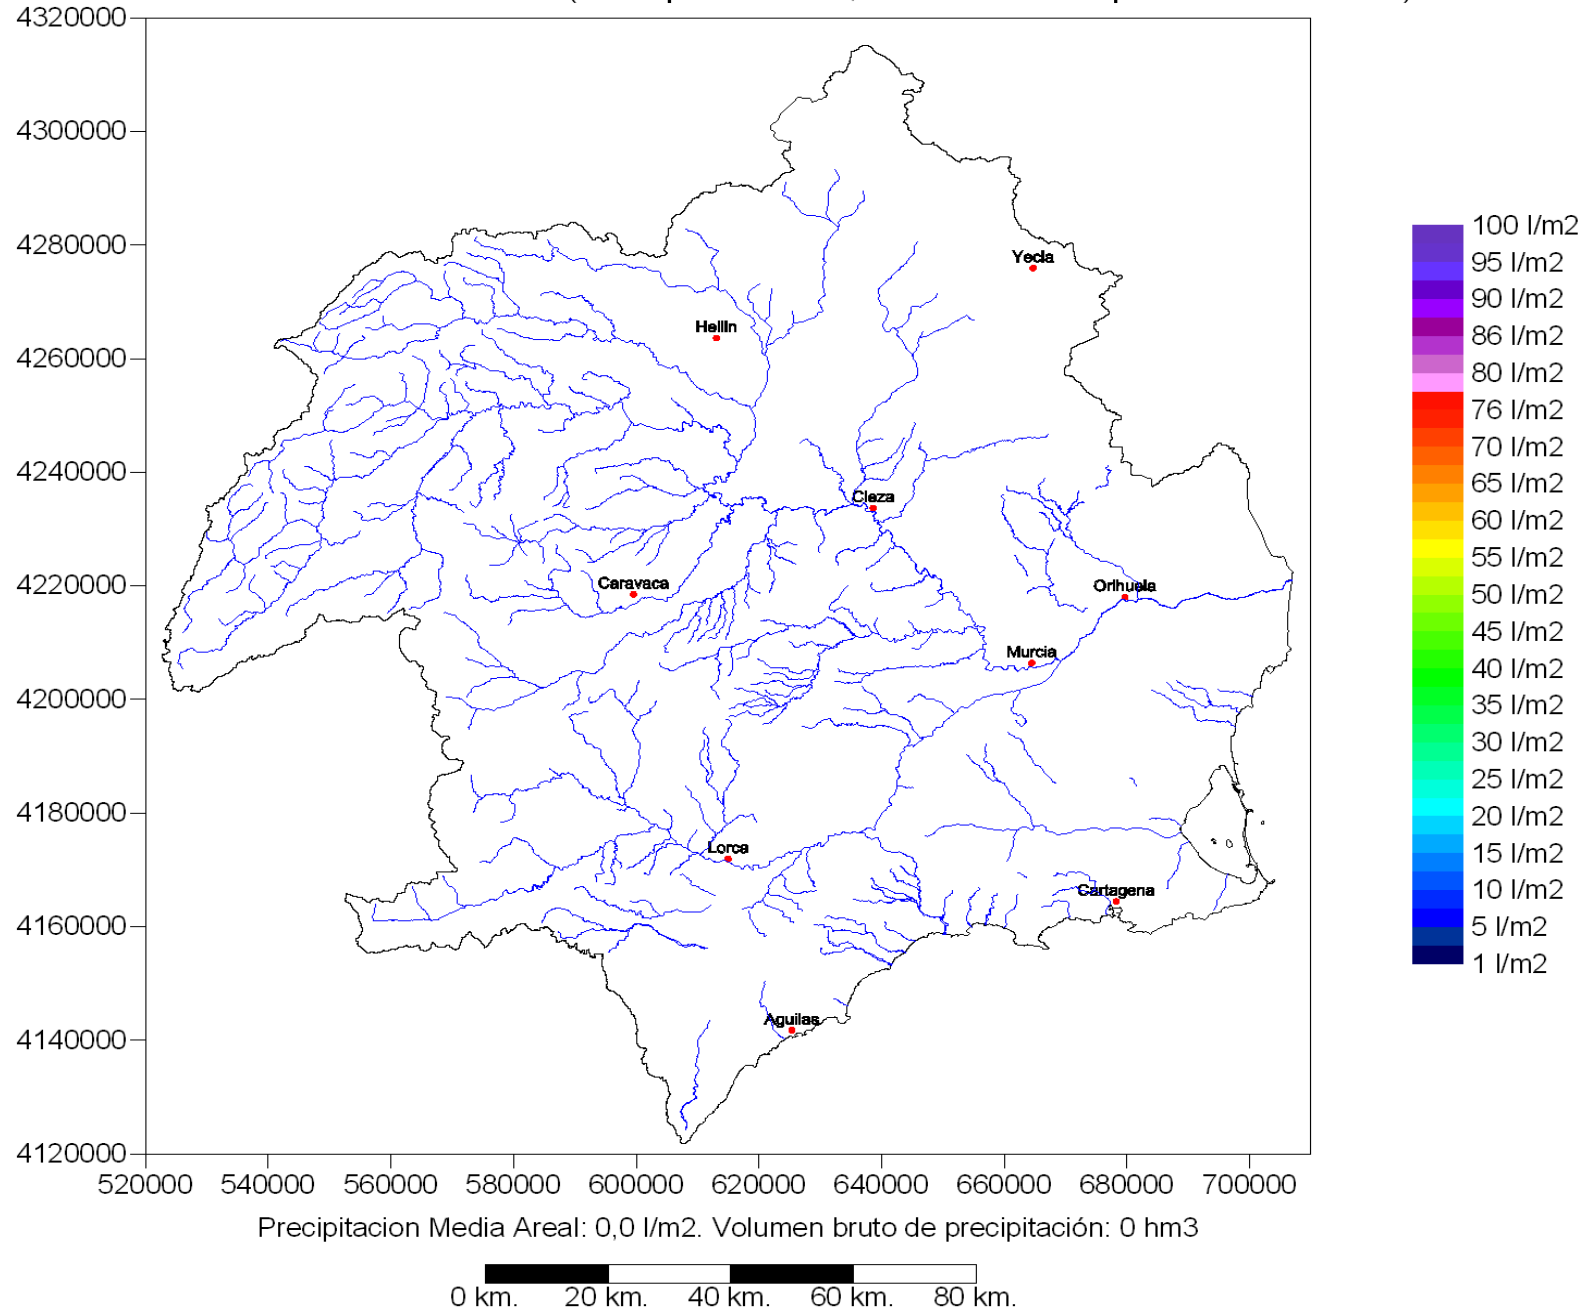 4320000
4300000
4280000
4260000
4240000
4220000
4200000
4180000
4160000
4140000
4120000
520000 540000 560000 580000 600000 620000 640000 660000 680000 700000
Yecla
Hellin
Cieza
Caravaca
Orihuela
Murcia
Lorca
Cartagena
Aguilas
100 l/m2
95 l/m2
90 l/m2
86 l/m2
80 l/m2
76 l/m2
70 l/m2
65 l/m2
60 l/m2
55 l/m2
50 l/m2
45 l/m2
40 l/m2
35 l/m2
30 l/m2
25 l/m2
20 l/m2
15 l/m2
10 l/m2
5 l/m2
1 l/m2
Precipitacion Media Areal: 0,0 l/m2. Volumen bruto de precipitación: 0 hm3
0 km. 20 km. 40 km. 60 km. 80 km.